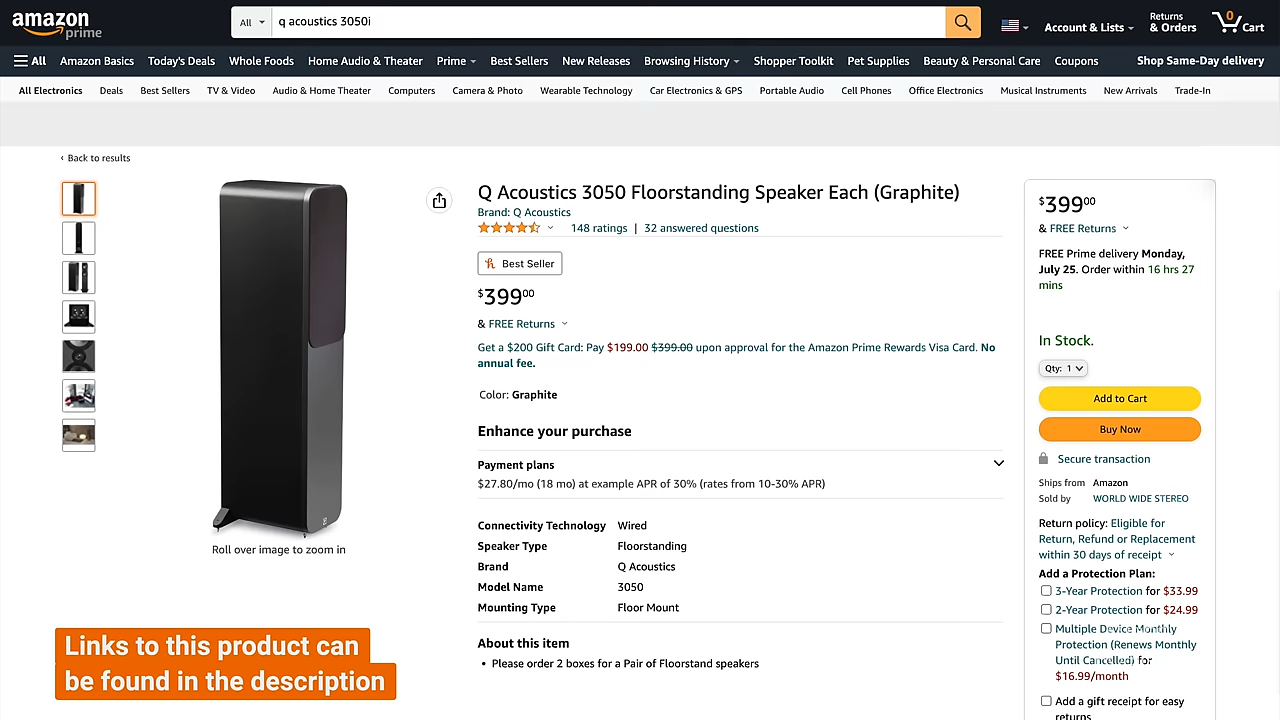 amazon prime
All
q acoustics 3050i
Account & Lists
Returns & Orders
0
Cart
All
Amazon Basics
Today's Deals
Whole Foods
Home Audio & Theater
Prime
Best Sellers
New Releases
Browsing History
Shopper Toolkit
Pet Supplies
Beauty & Personal Care
Coupons
Shop Same-Day delivery
All Electronics
Deals
Best Sellers
TV & Video
Audio & Home Theater
Computers
Camera & Photo
Wearable Technology
Car Electronics & GPS
Portable Audio
Cell Phones
Office Electronics
Musical Instruments
New Arrivals
Trade-In
‹ Back to results
Roll over image to zoom in
Q Acoustics 3050 Floorstanding Speaker Each (Graphite)
Brand: Q Acoustics
148 ratings | 32 answered questions
Best Seller
$399 00
& FREE Returns
Get a $200 Gift Card: Pay $199.00 $399.00 upon approval for the Amazon Prime Rewards Visa Card. No
annual fee.
Color: Graphite
Enhance your purchase
Payment plans
$27.80/mo (18 mo) at example APR of 30% (rates from 10-30% APR)
Connectivity Technology Wired
Speaker Type Floorstanding
Brand Q Acoustics
Model Name 3050
Mounting Type Floor Mount
About this item
• Please order 2 boxes for a Pair of Floorstand speakers
$399 00
& FREE Returns
FREE Prime delivery Monday,
July 25. Order within 16 hrs 27
mins
In Stock.
Qty: 1
Add to Cart
Buy Now
Secure transaction
Ships from Amazon
Sold by WORLD WIDE STEREO
Return policy: Eligible for
Return, Refund or Replacement
within 30 days of receipt
Add a Protection Plan:
3-Year Protection for $33.99
2-Year Protection for $24.99
Multiple Device Monthly
Protection (Renews Monthly
Until Cancelled) for
$16.99/month
Add a gift receipt for easy
returns
Links to this product can
be found in the description